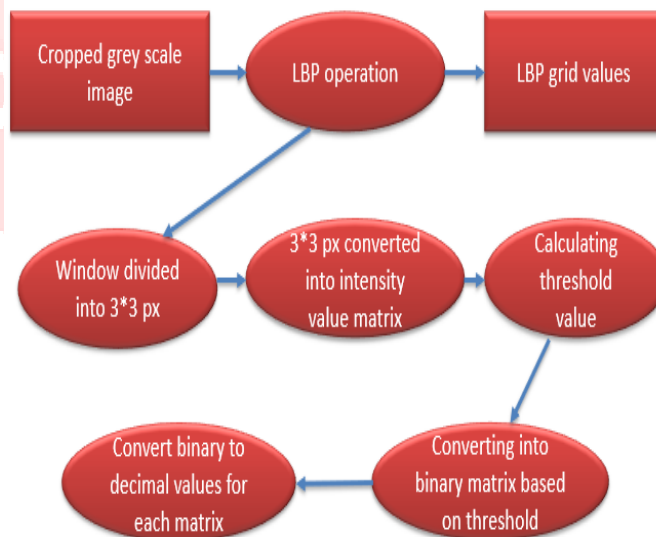 Cropped grey scale
image
LBP operation
LBP grid values
Window divided
into 3*3 px
3*3 px converted
into intensity
value matrix
Calculating
threshold
value
Convert binary to
decimal values for
each matrix
Converting into
binary matrix based
on threshold